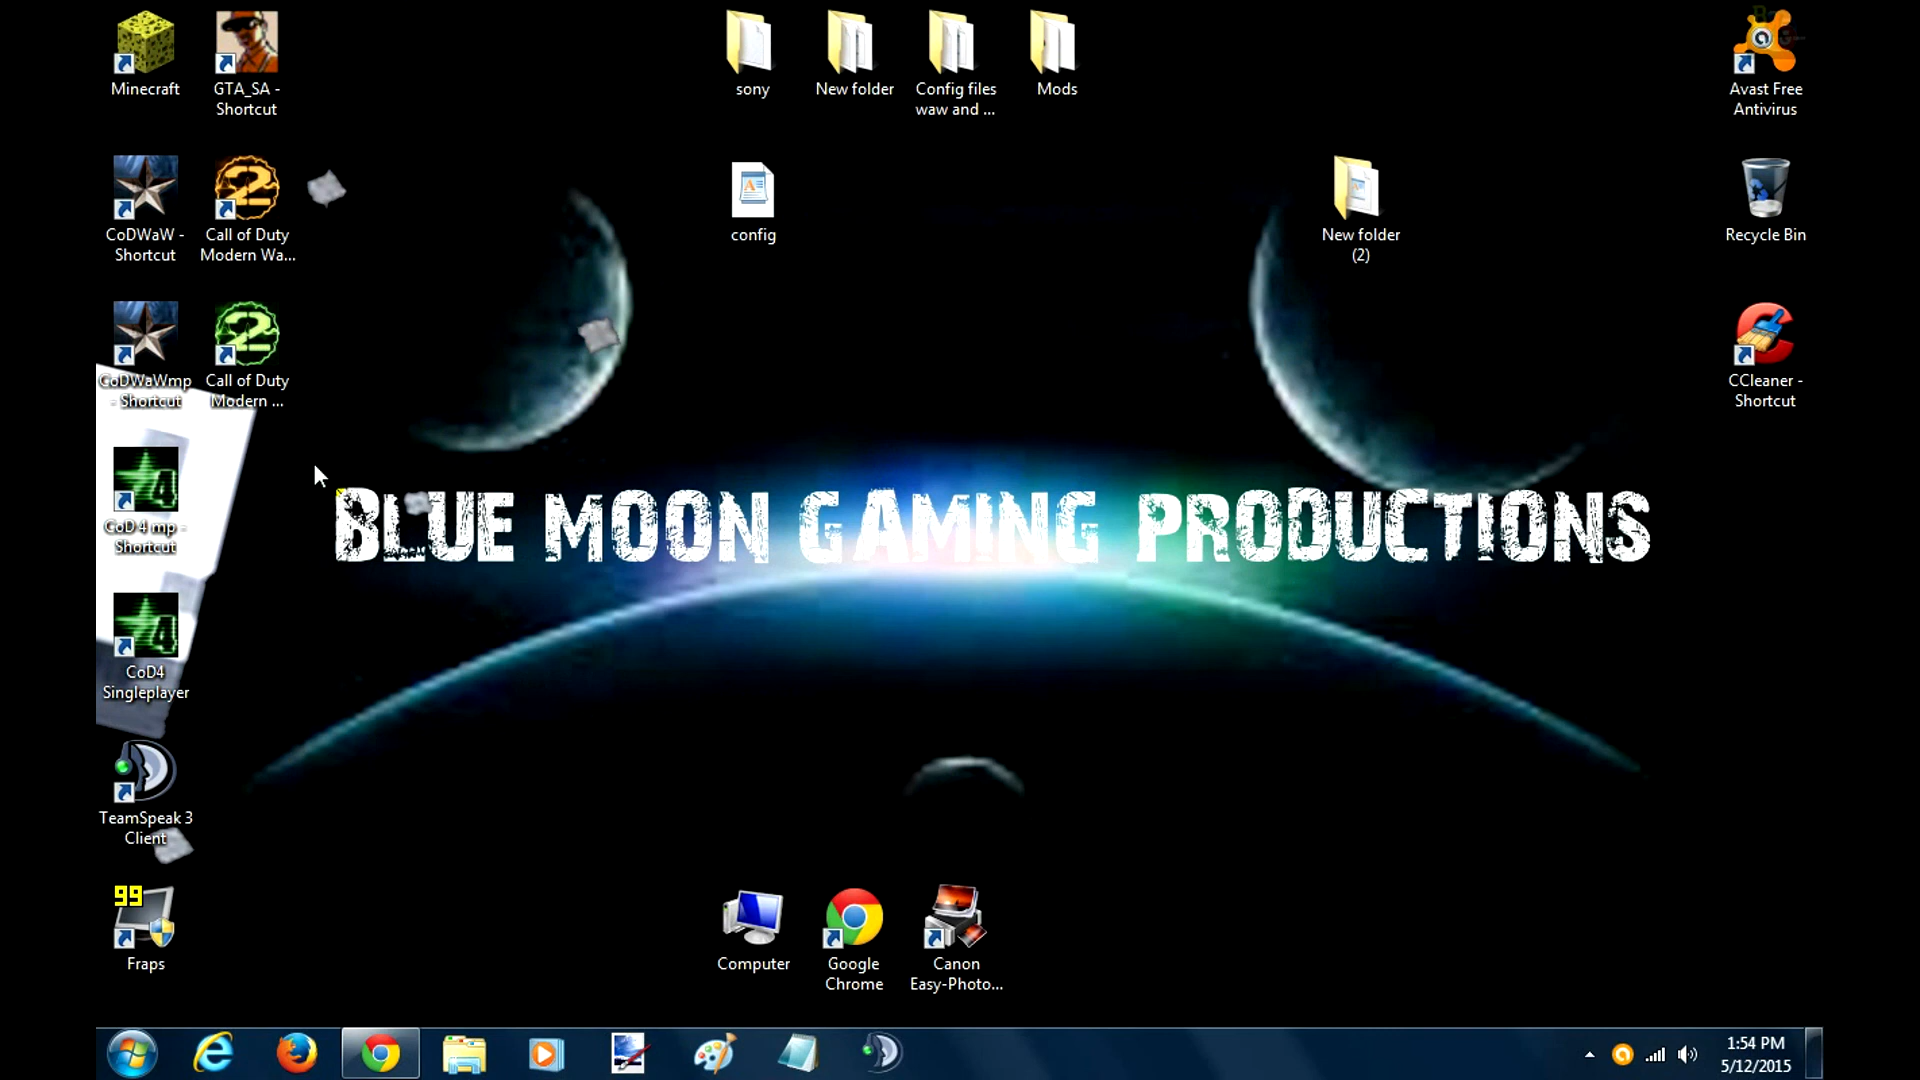 Minecraft
GTA_SA -
Shortcut
sony
New folder
Config files
waw and ...
Mods
Avast Free
Antivirus
CoDWaW -
Shortcut
Call of Duty
Modern Wa...
config
New folder
(2)
Recycle Bin
CoDWaWmp
- Shortcut
Call of Duty
Modern ...
CCleaner -
Shortcut
CoD 4 mp -
Shortcut
BLUE MOON GAMING PRODUCTIONS
CoD4
Singleplayer
TeamSpeak 3
Client
99
Fraps
Computer
Google
Chrome
Canon
Easy-Photo...
1:54 PM
5/12/2015